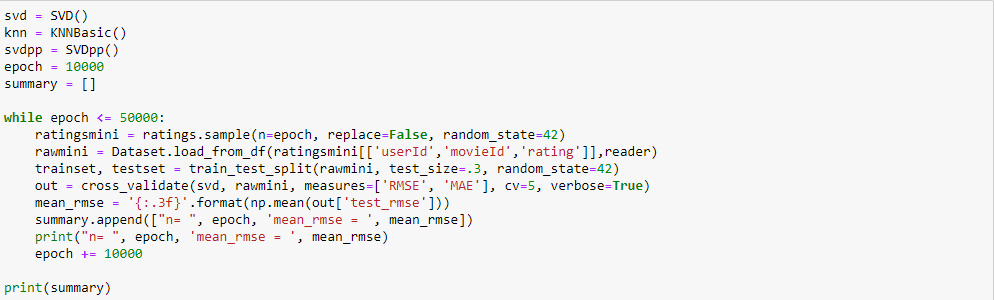 svd = SVD()
knn = KNNBasic()
svdpp = SVDpp()
epoch = 10000
summary = []

while epoch <= 50000:
    ratingsmini = ratings.sample(n=epoch, replace=False, random_state=42)
    rawmini = Dataset.load_from_df(ratingsmini[['userId','movieId','rating']],reader)
    trainset, testset = train_test_split(rawmini, test_size=.3, random_state=42)
    out = cross_validate(svd, rawmini, measures=['RMSE', 'MAE'], cv=5, verbose=True)
    mean_rmse = '{:.3f}'.format(np.mean(out['test_rmse']))
    summary.append(["n= ", epoch, 'mean_rmse = ', mean_rmse])
    print("n= ", epoch, 'mean_rmse = ', mean_rmse)
    epoch += 10000

print(summary)